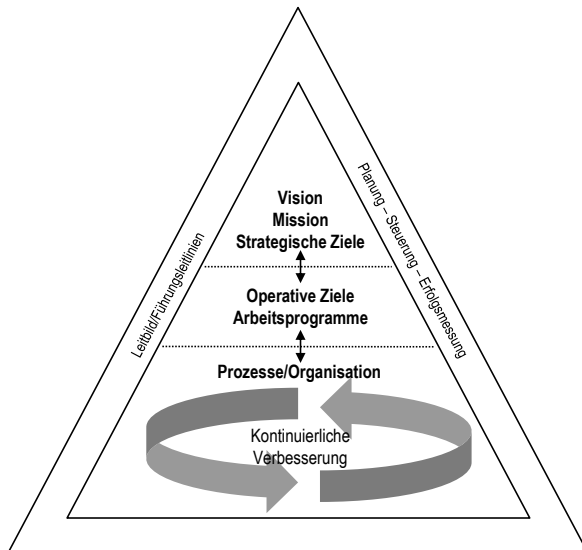 Vision
Mission
Strategische Ziele
Operative Ziele
Arbeitsprogramme
Prozesse/Organisation
Kontinuierliche
Verbesserung
Leitbild/Führungsleitlinien
Planung – Steuerung – Erfolgsmessung